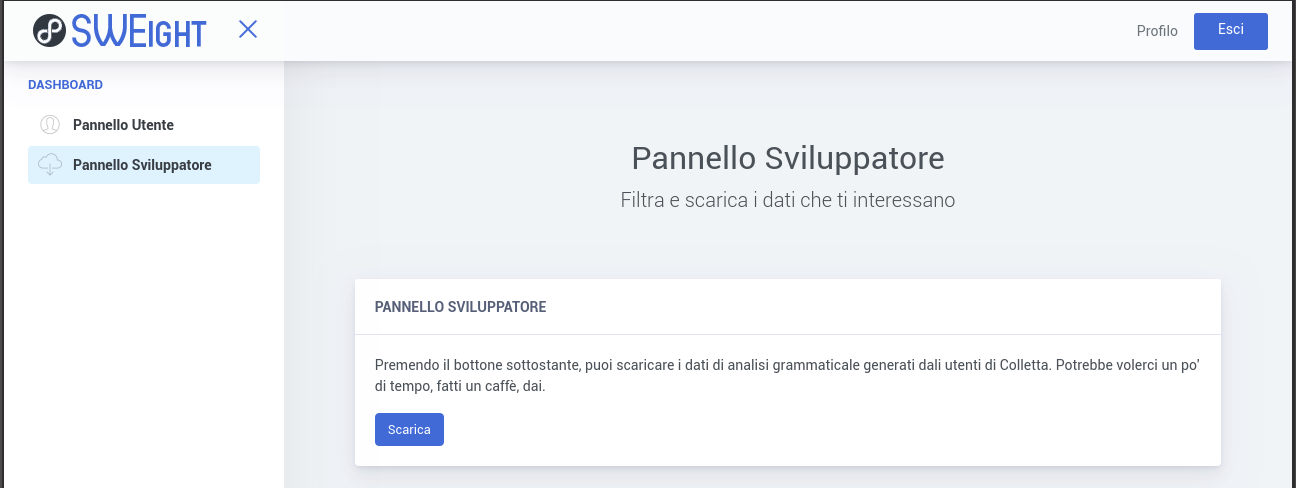 SWEIGHT
Profilo
Esci
DASHBOARD
Pannello Utente
Pannello Sviluppatore
Pannello Sviluppatore
Filtra e scarica i dati che ti interessano
PANNELLO SVILUPPATORE
Premendo il bottone sottostante, puoi scaricare i dati di analisi grammaticale generati dali utenti di Colletta. Potrebbe volerci un po'
di tempo, fatti un caffè, dai.
Scarica